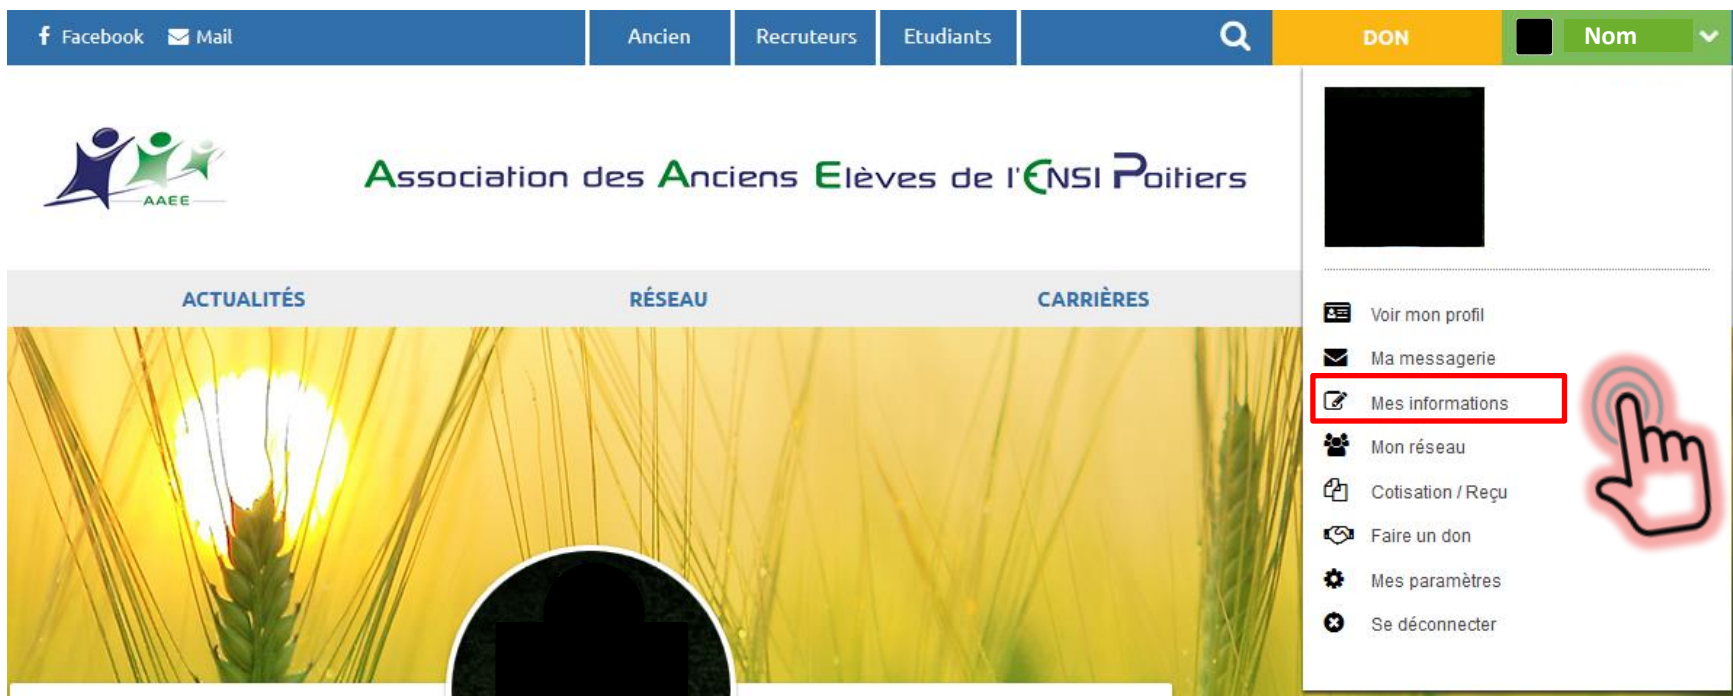 Facebook Mail Ancien Recruteurs Etudiants DON Nom
AAEE
Association des Anciens Elèves de l'ENSI Poitiers
ACTUALITÉS RÉSEAU CARRIÈRES
Voir mon profil
Ma messagerie
Mes informations
Mon réseau
Cotisation / Reçu
Faire un don
Mes paramètres
Se déconnecter